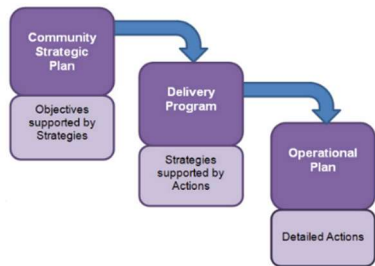 Community
Strategic
Plan
Objectives
supported by
Strategies
Delivery
Program
Strategies
supported by
Actions
Operational
Plan
Detailed Actions